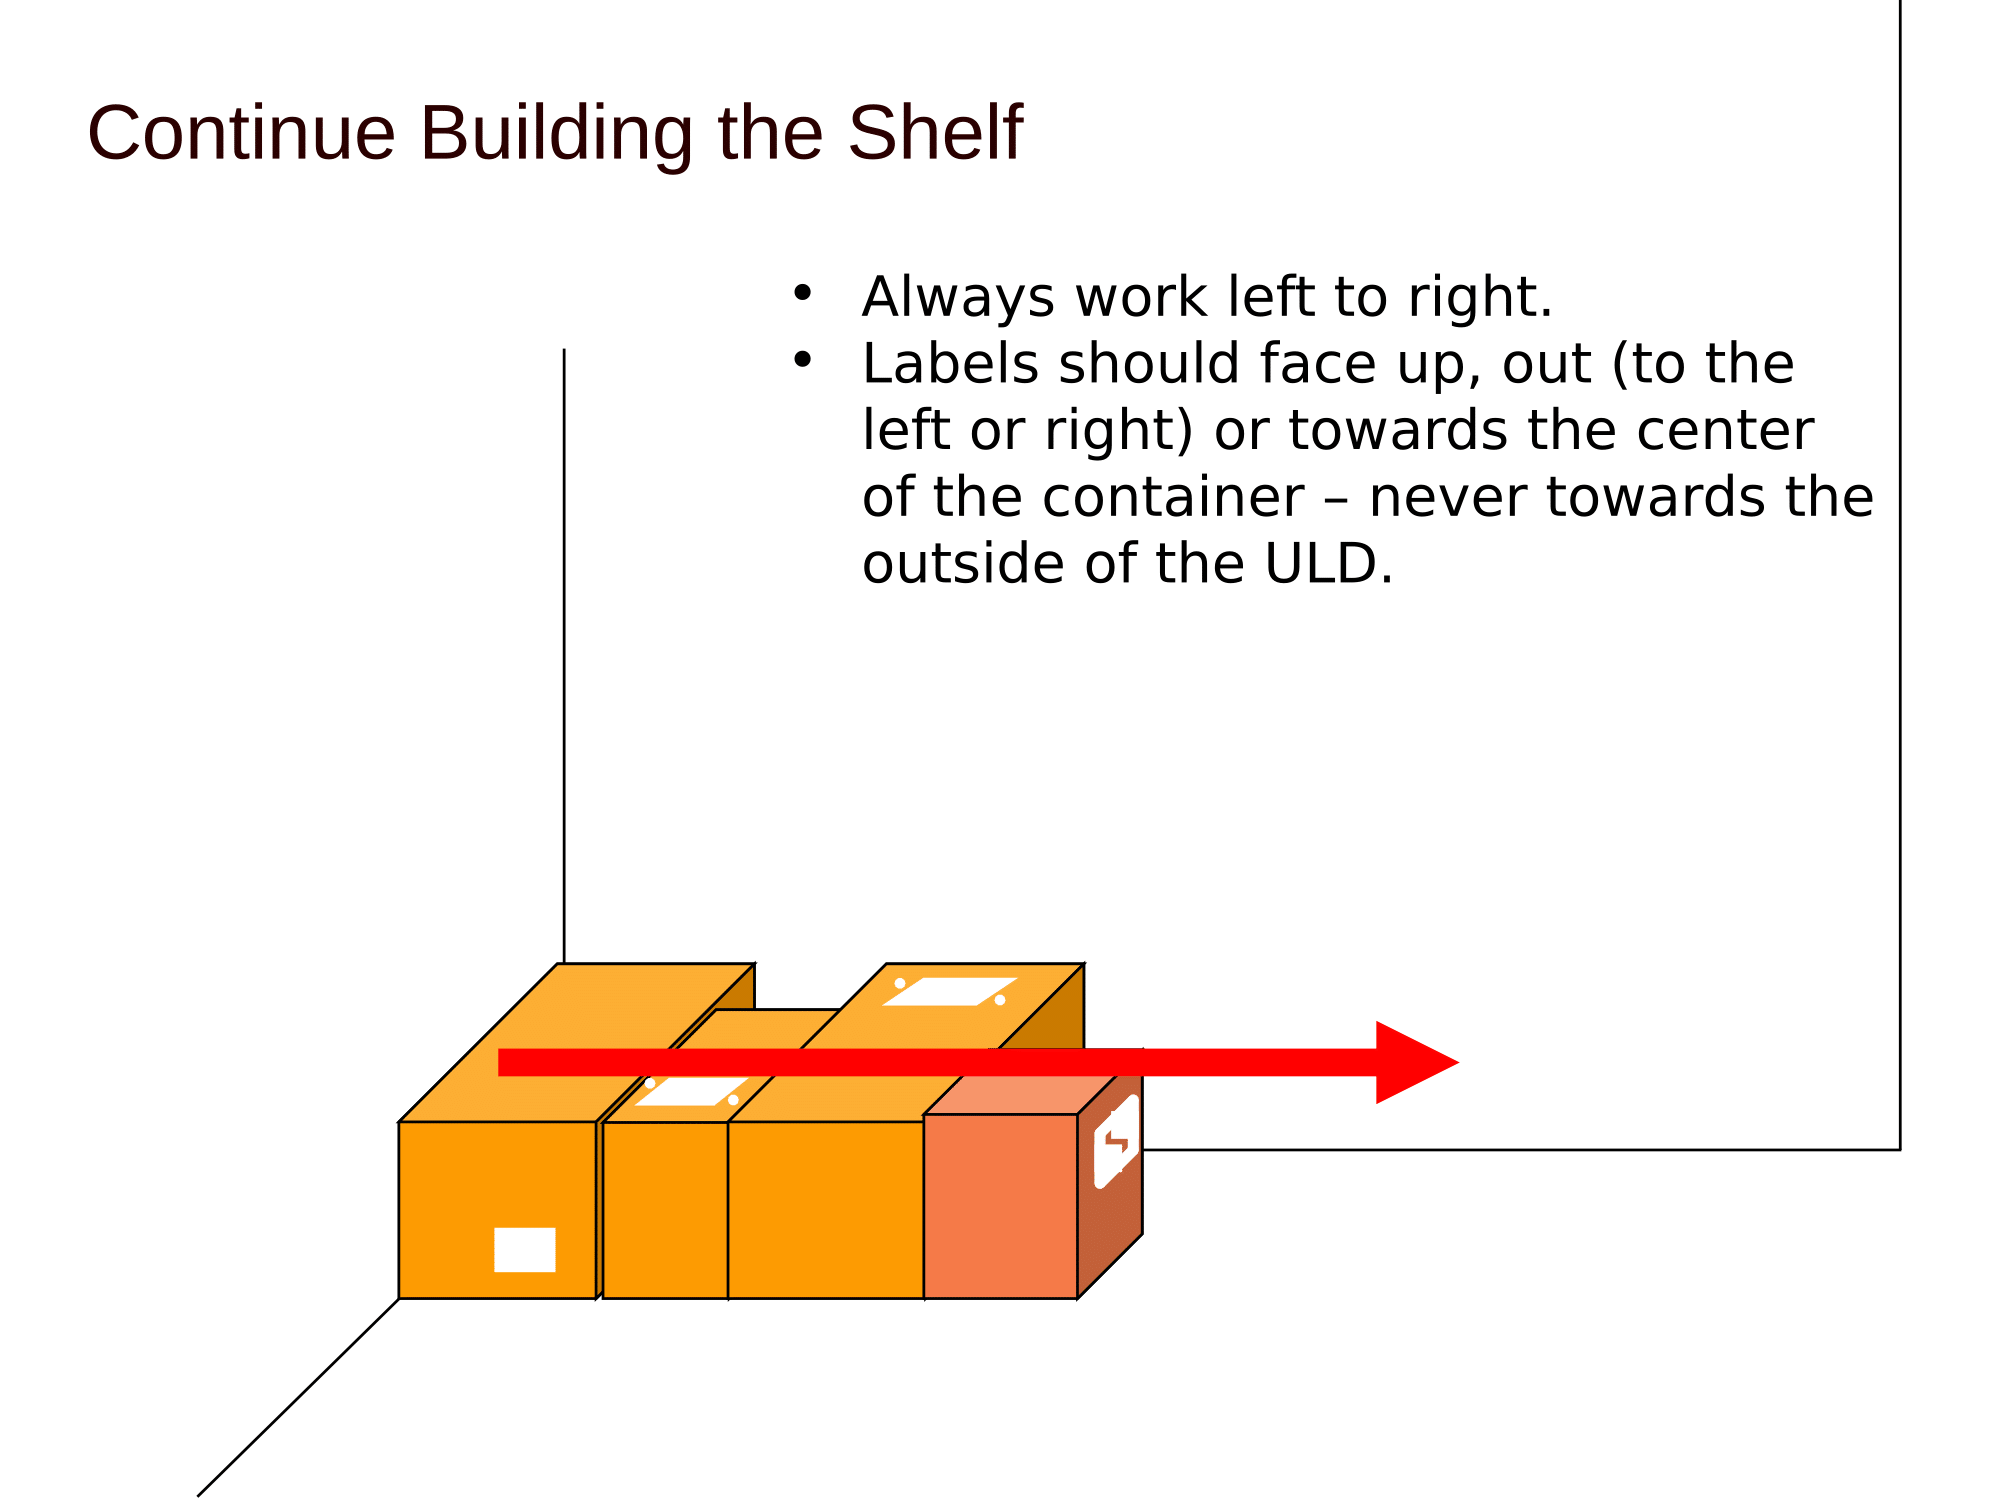 Continue Building the Shelf
• Always work left to right.
• Labels should face up, out (to the
left or right) or towards the center
of the container – never towards the
outside of the ULD.